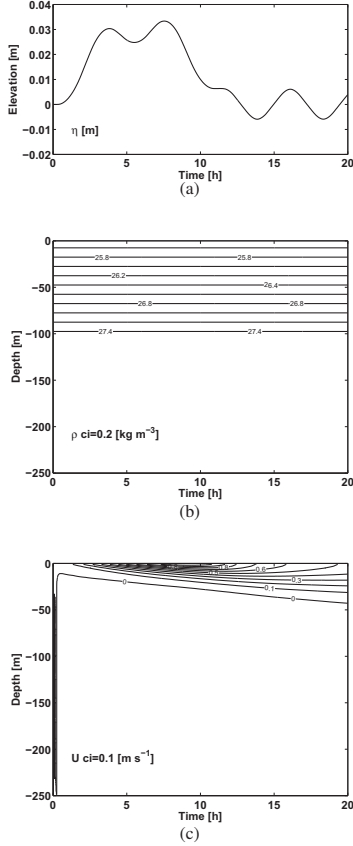 0.04
0.03
0.02
0.01
0
−0.01
−0.02
Elevation [m]
η [m]
0 5 10 15 20
Time [h]
(a)
0
−50
−100
−150
−200
−250
Depth [m]
25.8 25.8
26.2 26.4
26.8 26.8
27.4 27.4
ρ ci=0.2 [kg m−3]
0 5 10 15 20
Time [h]
(b)
0
−50
−100
−150
−200
−250
Depth [m]
0.6
0.3
0.1
0 0
U ci=0.1 [m s−1]
0 5 10 15 20
Time [h]
(c)